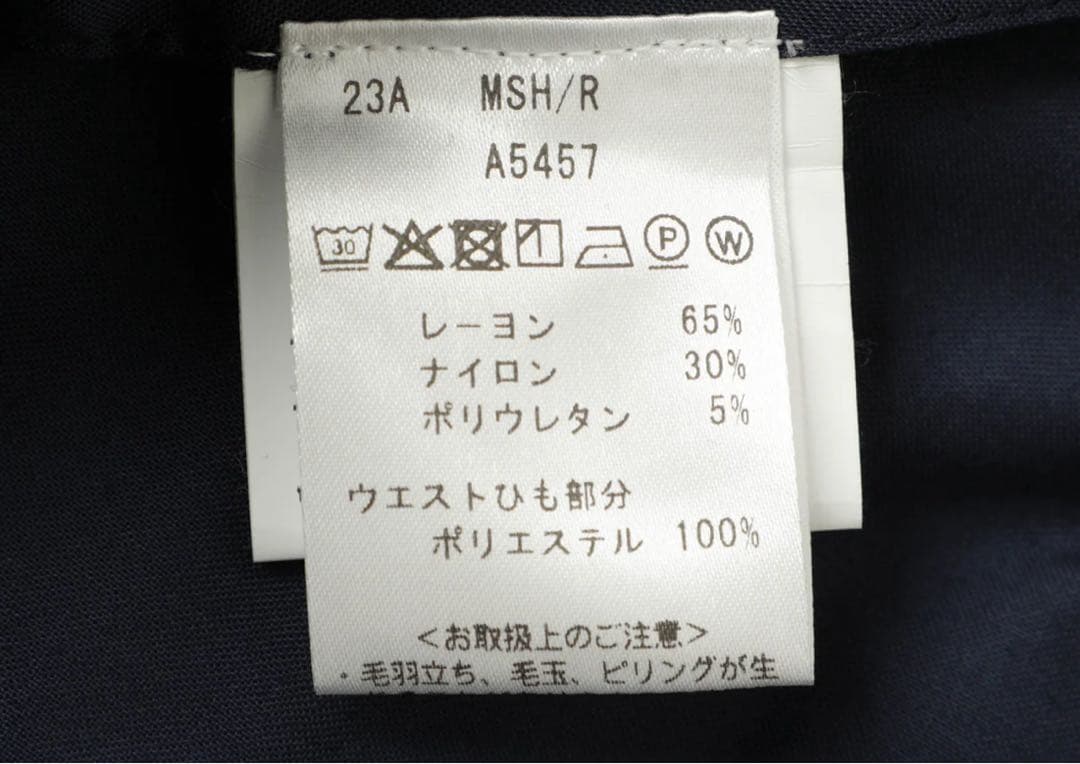 23A MSH/R
A5457
30 P W
レーヨン 65%
ナイロン 30%
ポリウレタン 5%
ウエストひも部分
ポリエステル 100%
＜お取扱上のご注意＞
・毛羽立ち、毛玉、ピリングが生